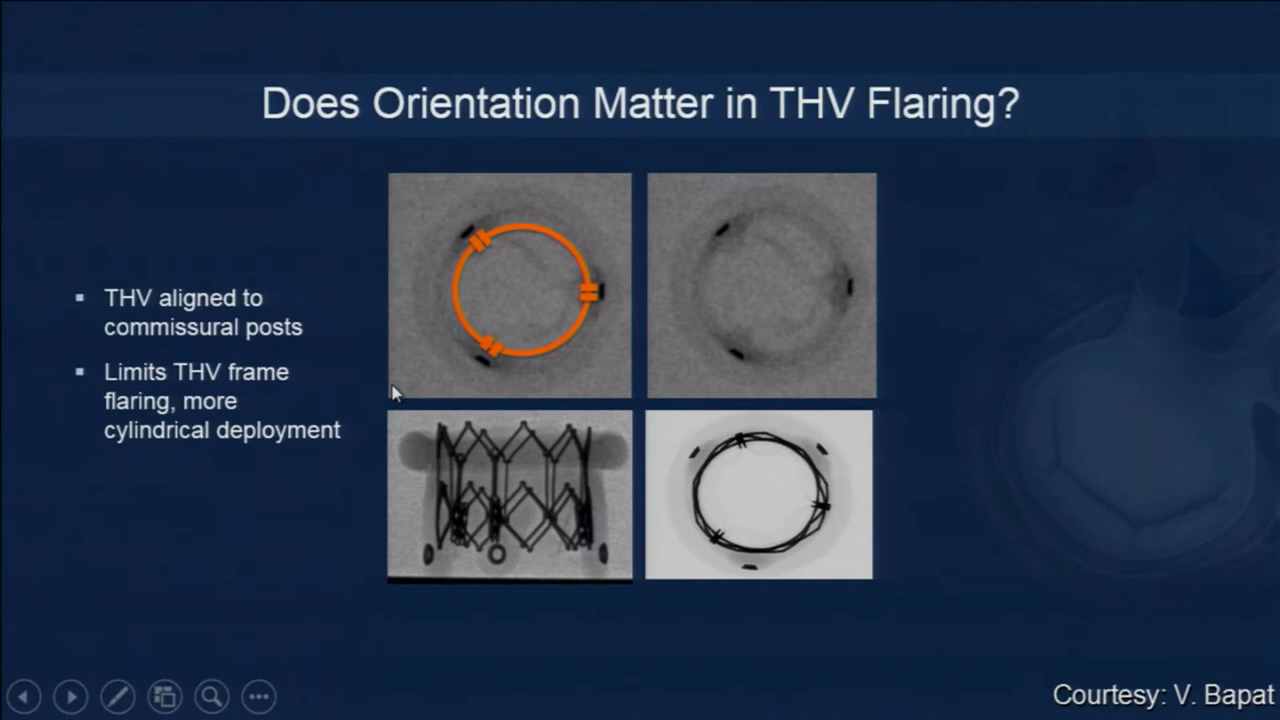 Does Orientation Matter in THV Flaring?
THV aligned to
commissural posts
Limits THV frame
flaring, more
cylindrical deployment
Courtesy: V. Bapat